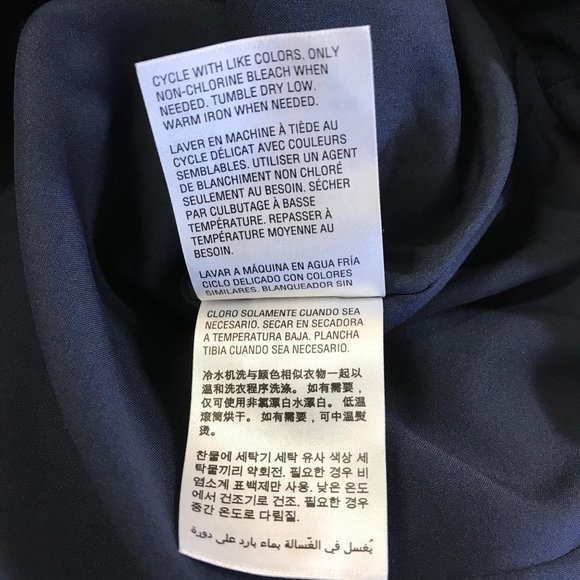 CYCLE WITH LIKE COLORS. ONLY
NON-CHLORINE BLEACH WHEN
NEEDED. TUMBLE DRY LOW.
WARM IRON WHEN NEEDED.
LAVER EN MACHINE À TIÈDE AU
CYCLE DÉLICAT AVEC COULEURS
SEMBLABLES. UTILISER UN AGENT
DE BLANCHIMENT NON CHLORÉ
SEULEMENT AU BESOIN. SÉCHER
PAR CULBUTAGE À BASSE
TEMPÉRATURE. REPASSER À
TEMPÉRATURE MOYENNE AU
BESOIN.
LAVAR A MÁQUINA EN AGUA FRÍA
CICLO DELICADO CON COLORES
SIMILARES. BLANQUEADOR SIN
CLORO SOLAMENTE CUANDO SEA
NECESARIO. SECAR EN SECADORA
A TEMPERATURA BAJA. PLANCHA
TIBIA CUANDO SEA NECESARIO.
冷水机洗与颜色相似衣物一起以
温和洗衣程序洗涤. 如有需要,
仅可使用非氯漂白水漂白. 低温
滚筒烘干. 如有需要, 可中温熨
烫.
찬물에 세탁기 세탁 유사 색상 세
탁물끼리 약회전. 필요한 경우 비
염소계 표백제만 사용. 낮은 온도
에서 건조기로 건조. 필요한 경우
중간 온도로 다림질.
يُغسل في الغّسالة بماء بارد على دورة